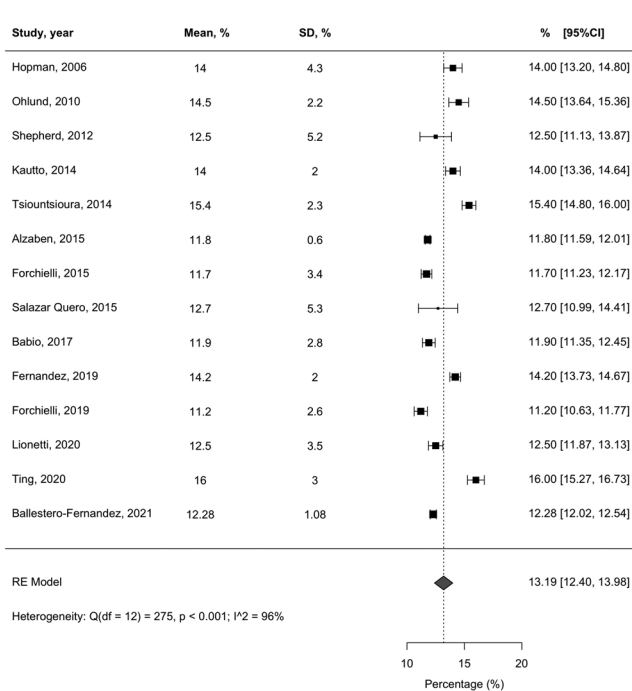 Study, year Mean, % SD, % % [95%CI]
Hopman, 2006 14 4.3 14.00 [13.20, 14.80]
Ohlund, 2010 14.5 2.2 14.50 [13.64, 15.36]
Shepherd, 2012 12.5 5.2 12.50 [11.13, 13.87]
Kautto, 2014 14 2 14.00 [13.36, 14.64]
Tsiountsioura, 2014 15.4 2.3 15.40 [14.80, 16.00]
Alzaben, 2015 11.8 0.6 11.80 [11.59, 12.01]
Forchielli, 2015 11.7 3.4 11.70 [11.23, 12.17]
Salazar Quero, 2015 12.7 5.3 12.70 [10.99, 14.41]
Babio, 2017 11.9 2.8 11.90 [11.35, 12.45]
Fernandez, 2019 14.2 2 14.20 [13.73, 14.67]
Forchielli, 2019 11.2 2.6 11.20 [10.63, 11.77]
Lionetti, 2020 12.5 3.5 12.50 [11.87, 13.13]
Ting, 2020 16 3 16.00 [15.27, 16.73]
Ballestero-Fernandez, 2021 12.28 1.08 12.28 [12.02, 12.54]
RE Model 13.19 [12.40, 13.98]
Heterogeneity: Q(df = 12) = 275, p < 0.001; I^2 = 96%
10 15 20
Percentage (%)